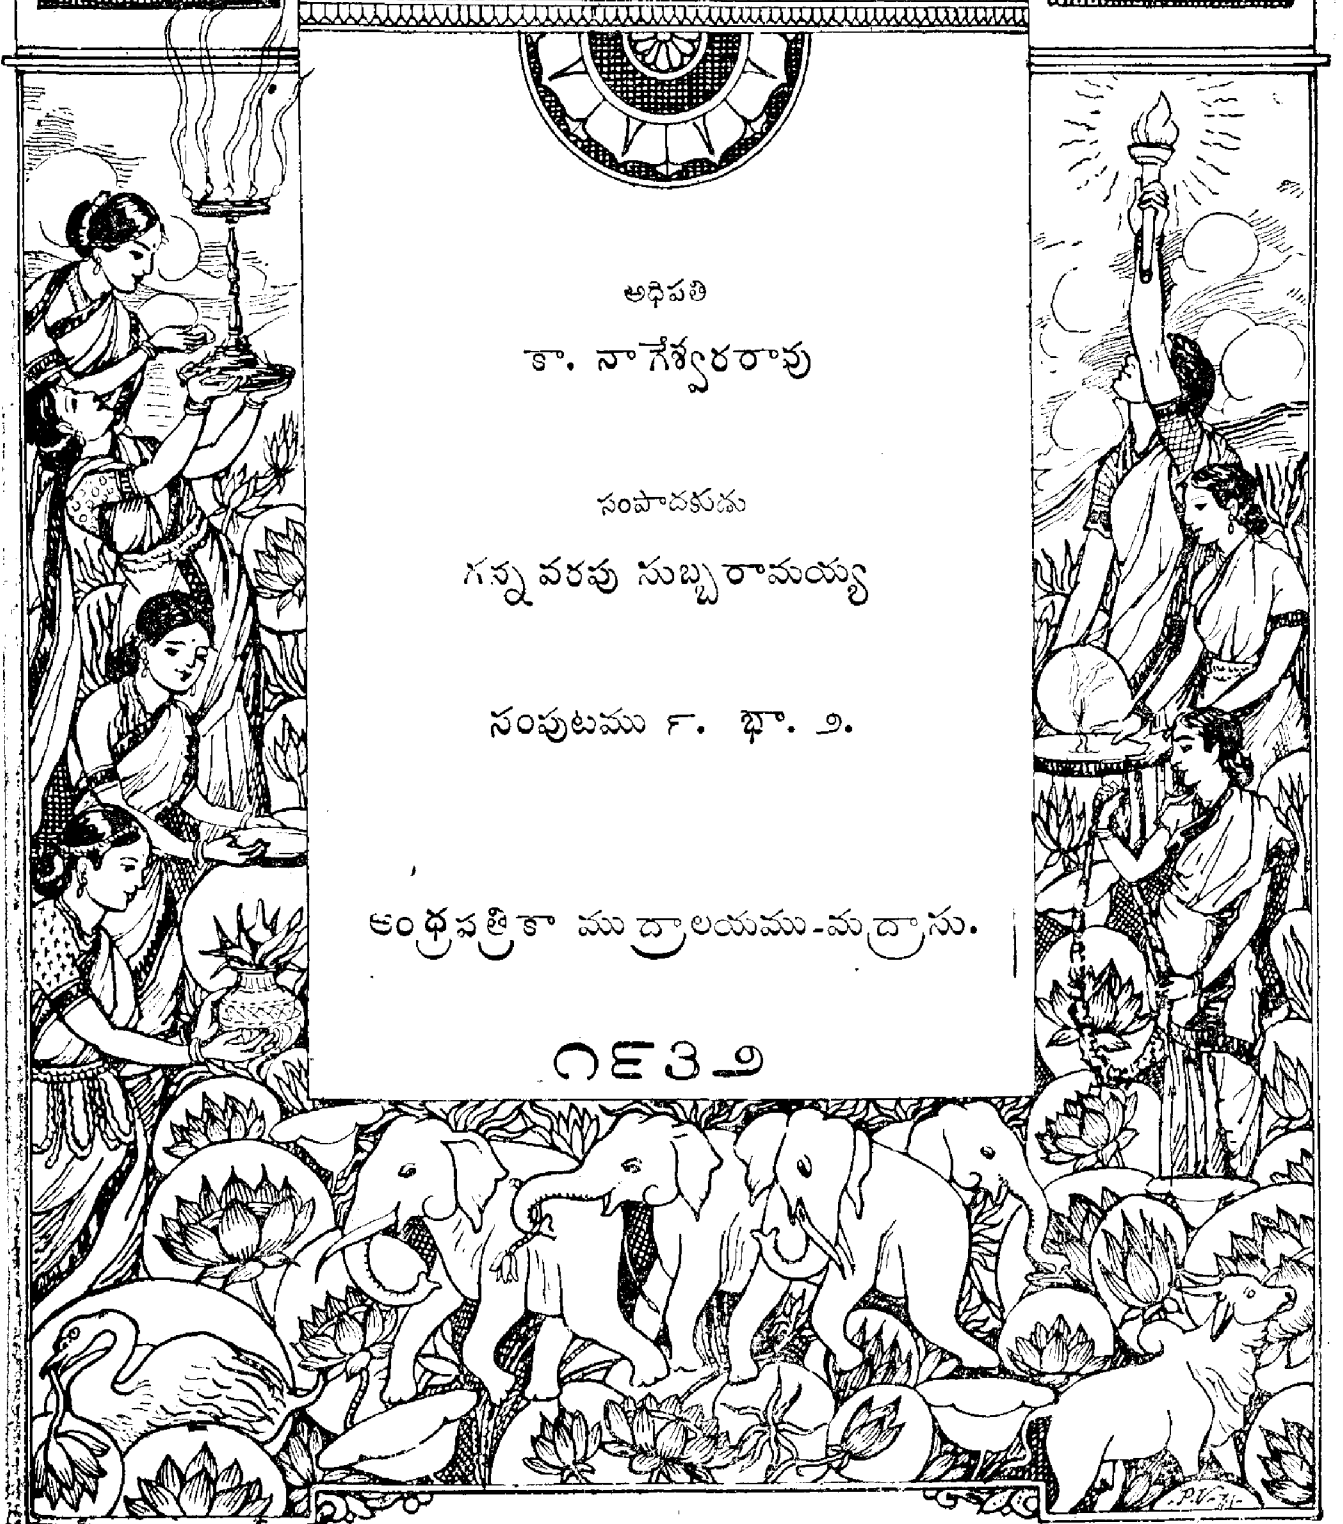 అధిపతి
కా. నాగేశ్వరరావు
సంపాదకుడు
గన్నవరపు సుబ్బరామయ్య
సంపుటము ౯. భా. ౨.
ఆంధ్రపత్రికా ముద్రాలయము-మద్రాసు.
౧౯౩౨